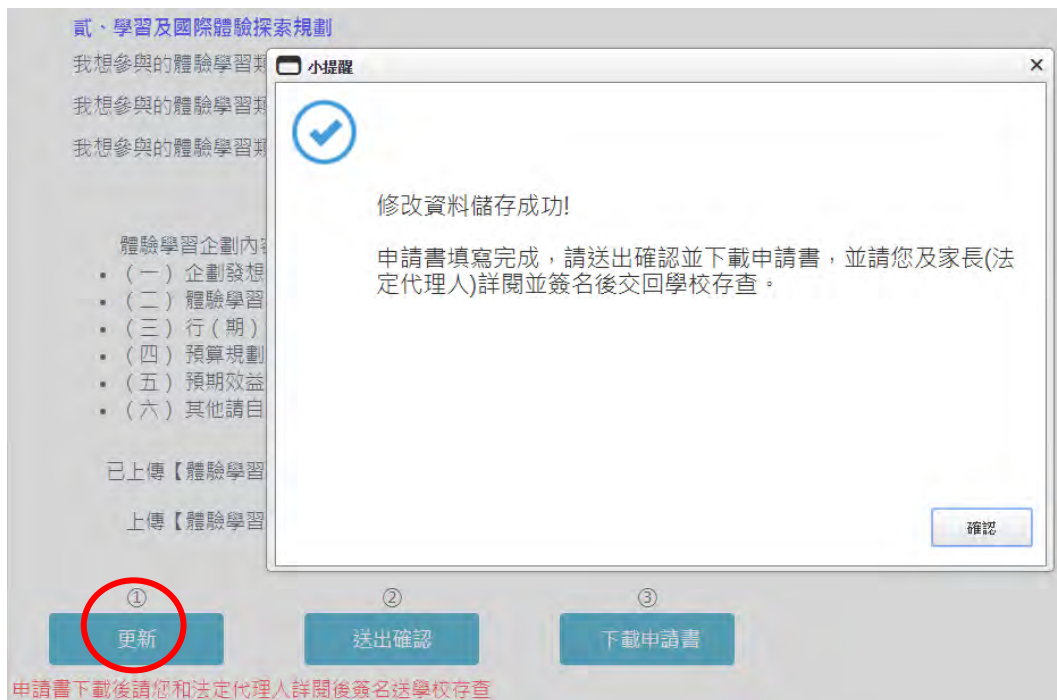 貳、學習及國際體驗探索規劃
我想參與的體驗學習類
我想參與的體驗學習類
我想參與的體驗學習類
小提醒
×
修改資料儲存成功!
申請書填寫完成，請送出確認並下載申請書，並請您及家長(法
定代理人)詳閱並簽名後交回學校存查。
確認
體驗學習企劃內容
• （一）企劃發想
• （二）體驗學習
• （三）行（期）
• （四）預算規劃
• （五）預期效益
• （六）其他請自
已上傳【體驗學習
上傳【體驗學習
① ② ③
更新 送出確認 下載申請書
申請書下載後請您和法定代理人詳閱後簽名送學校存查